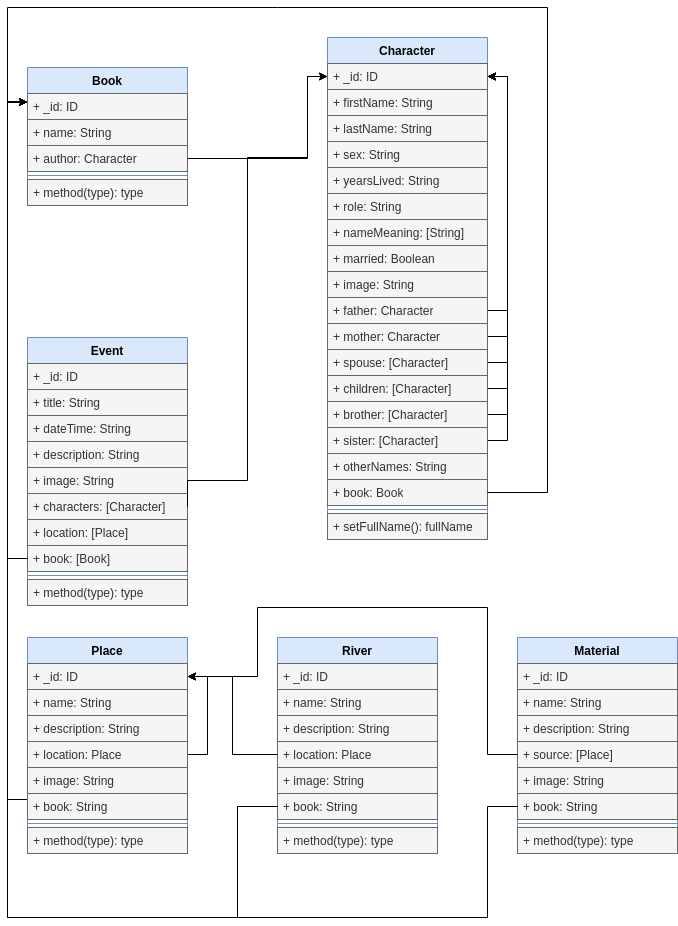 Book
+ _id: ID
+ name: String
+ author: Character
+ method(type): type
Character
+ _id: ID
+ firstName: String
+ lastName: String
+ sex: String
+ yearsLived: String
+ role: String
+ nameMeaning: [String]
+ married: Boolean
+ image: String
+ father: Character
+ mother: Character
+ spouse: [Character]
+ children: [Character]
+ brother: [Character]
+ sister: [Character]
+ otherNames: String
+ book: Book
+ setFullName(): fullName
Event
+ _id: ID
+ title: String
+ dateTime: String
+ description: String
+ image: String
+ characters: [Character]
+ location: [Place]
+ book: [Book]
+ method(type): type
Place
+ _id: ID
+ name: String
+ description: String
+ location: Place
+ image: String
+ book: String
+ method(type): type
River
+ _id: ID
+ name: String
+ description: String
+ location: Place
+ image: String
+ book: String
+ method(type): type
Material
+ _id: ID
+ name: String
+ description: String
+ source: [Place]
+ image: String
+ book: String
+ method(type): type